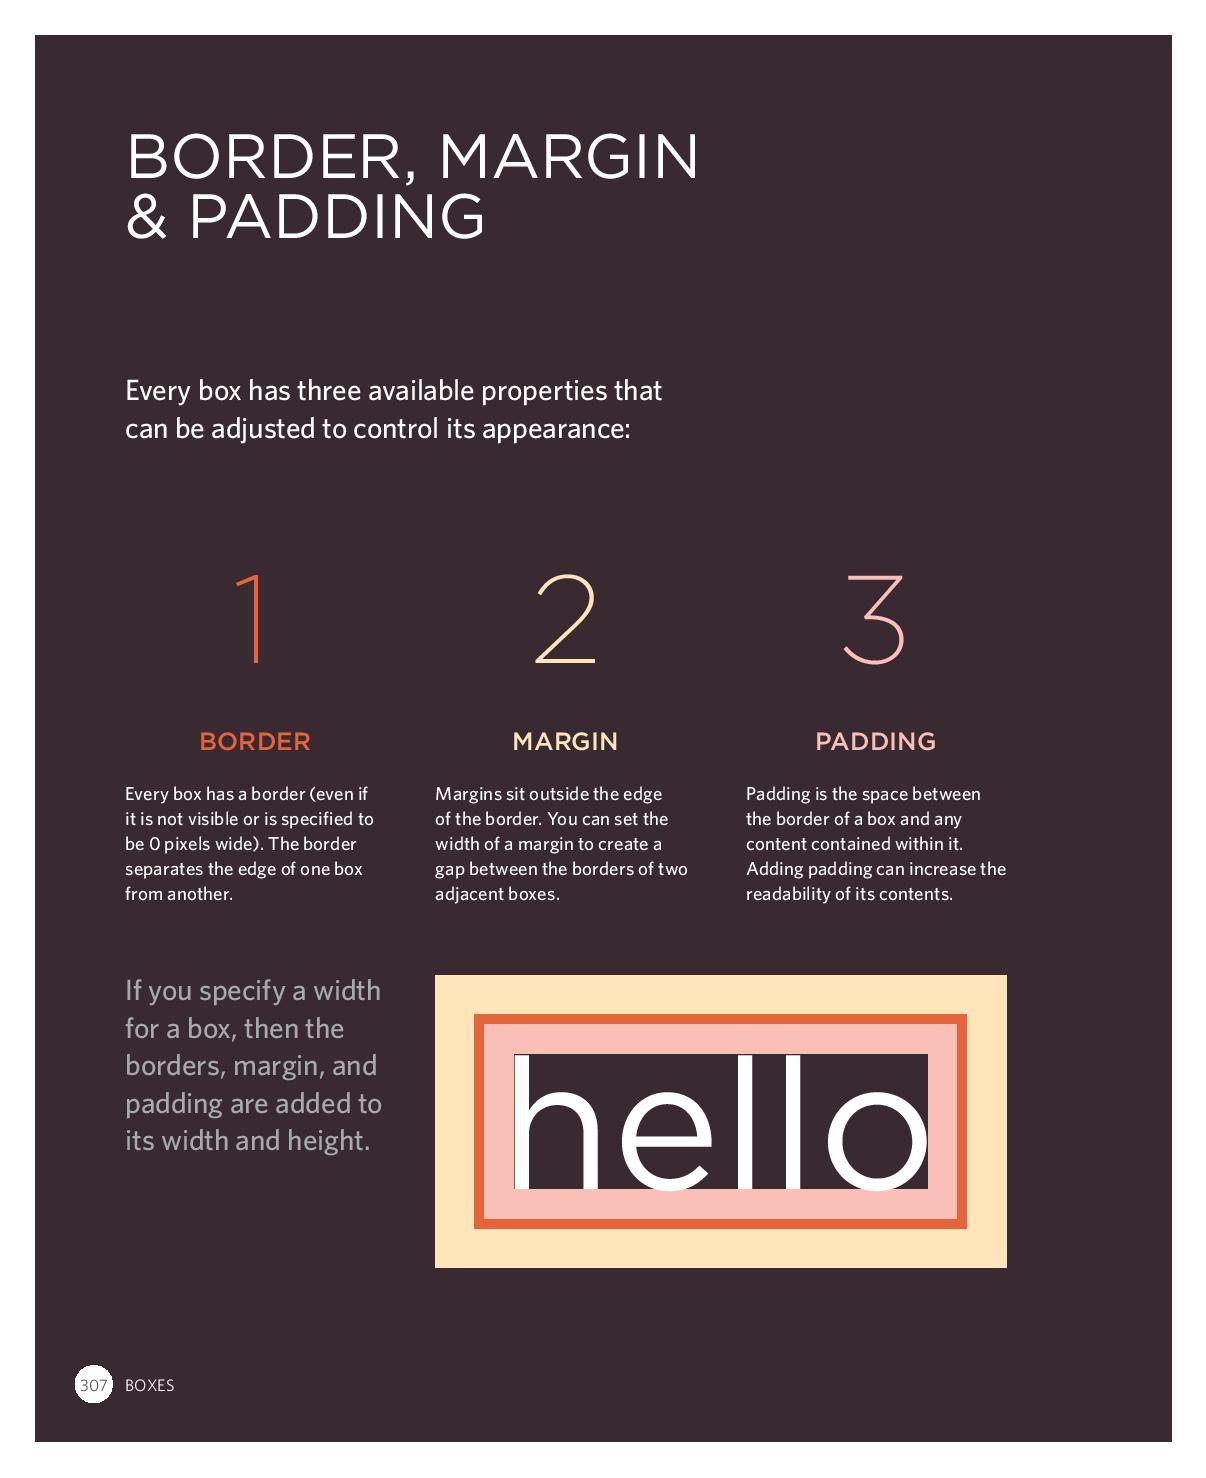 BORDER, MARGIN
& PADDING
Every box has three available properties that
can be adjusted to control its appearance:
1
BORDER
Every box has a border (even if
it is not visible or is specified to
be 0 pixels wide). The border
separates the edge of one box
from another.
2
MARGIN
Margins sit outside the edge
of the border. You can set the
width of a margin to create a
gap between the borders of two
adjacent boxes.
3
PADDING
Padding is the space between
the border of a box and any
content contained within it.
Adding padding can increase the
readability of its contents.
If you specify a width
for a box, then the
borders, margin, and
padding are added to
its width and height.
hello
307 BOXES